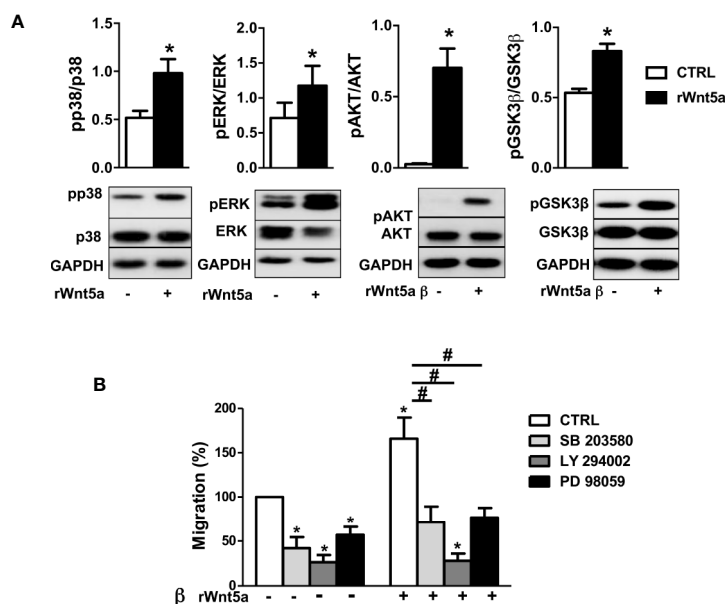 A
pp38/p38
1.5
1.0
0.5
0.0
*
pERK/ERK
2.0
1.5
1.0
0.5
0.0
*
pAKT/AKT
1.0
0.5
0.0
*
pGSK3β/GSK3β
1.0
0.5
0.0
*
CTRL
rWnt5a
pp38
p38
GAPDH
rWnt5a - +
pERK
ERK
GAPDH
rWnt5a - +
pAKT
AKT
GAPDH
rWnt5a β - +
pGSK3β
GSK3β
GAPDH
rWnt5a β - +
B
Migration (%)
200
150
100
50
0
* * * * *
# # #
CTRL
SB 203580
LY 294002
PD 98059
β rWnt5a - - - - + + + +